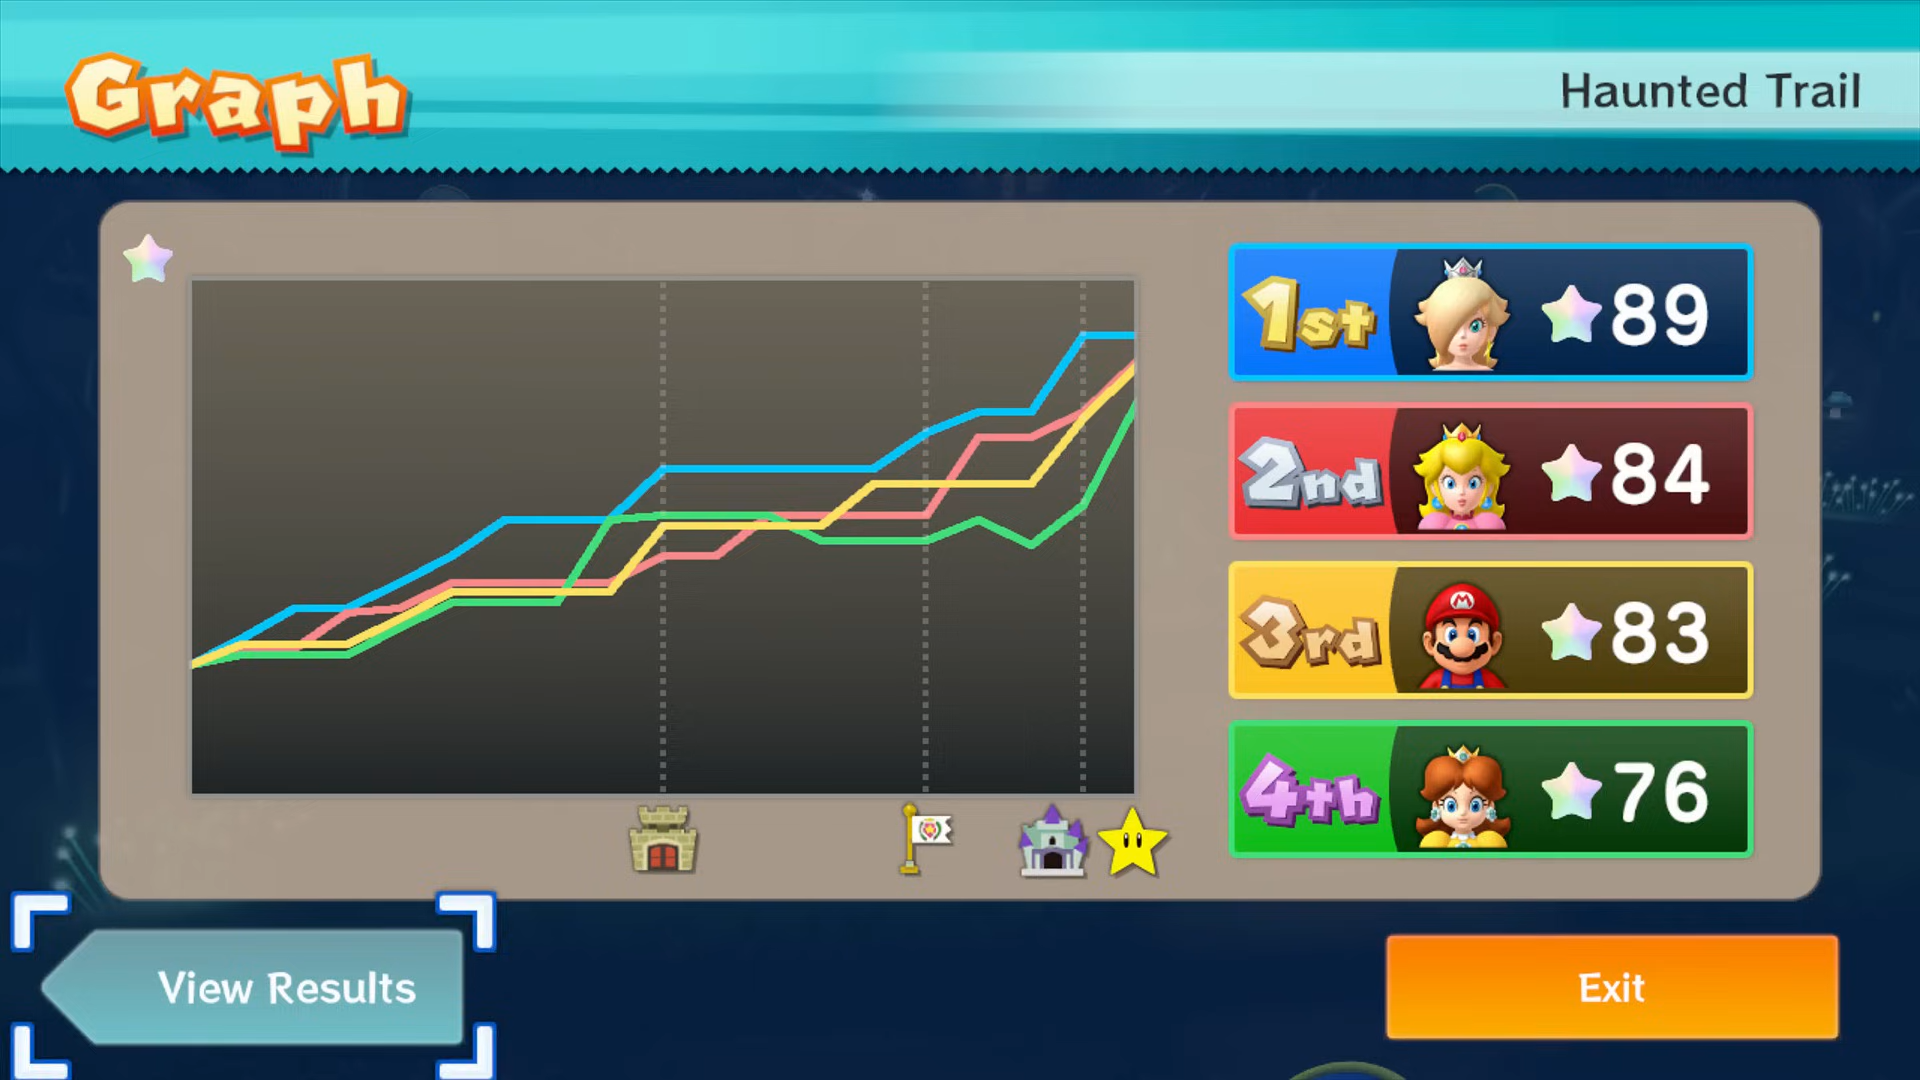 Graph
Haunted Trail
1st 89
2nd 84
3rd 83
4th 76
View Results
Exit